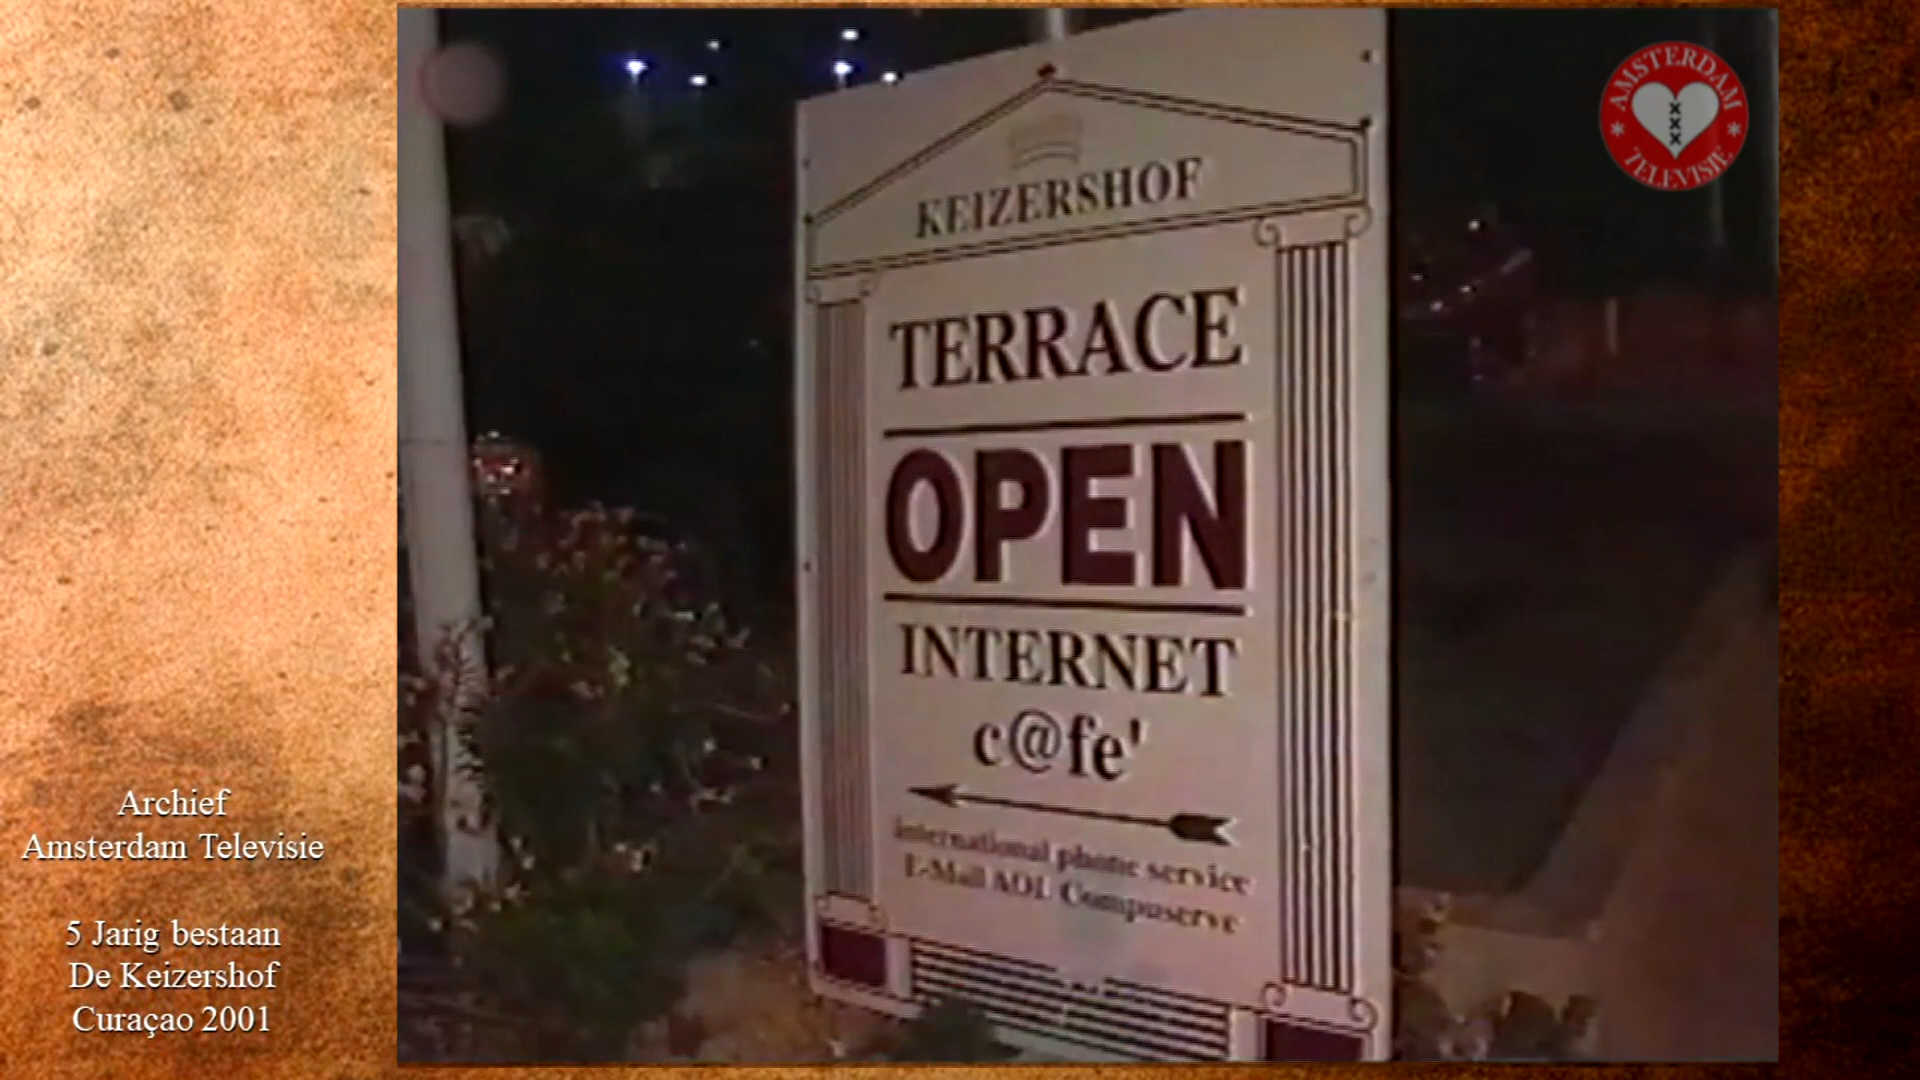 AMSTERDAM
TELEVISIE
KEIZERSHOF
TERRACE
OPEN
INTERNET
c@fe'
international phone service
E-Mail AOL Compuserve
Archief
Amsterdam Televisie
5 Jarig bestaan
De Keizershof
Curaçao 2001